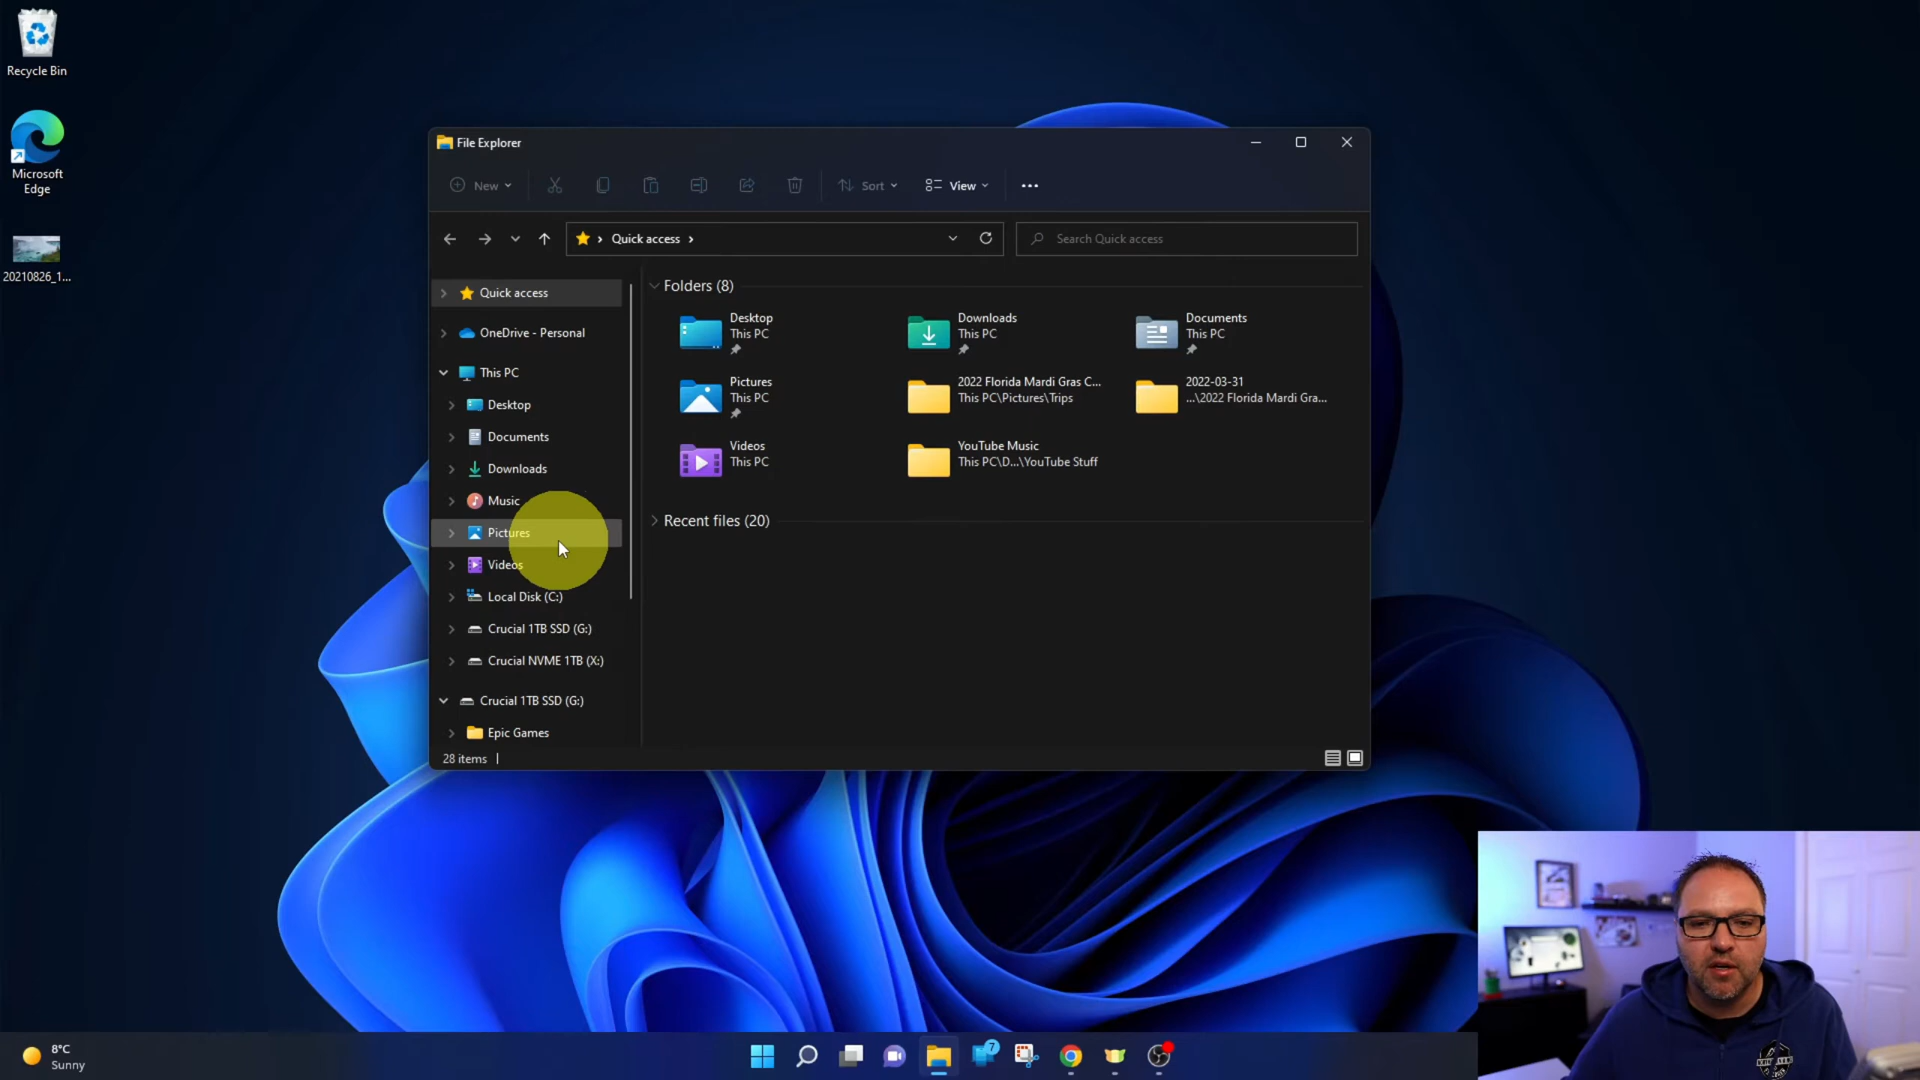 Recycle Bin
Microsoft
Edge
20210826_1...
File Explorer
New
Sort
View
Quick access
Search Quick access
Quick access
OneDrive - Personal
This PC
Desktop
Documents
Downloads
Music
Pictures
Videos
Local Disk (C:)
Crucial 1TB SSD (G:)
Crucial NVME 1TB (X:)
Crucial 1TB SSD (G:)
Epic Games
Folders (8)
Desktop
This PC
Downloads
This PC
Documents
This PC
Pictures
This PC
2022 Florida Mardi Gras C...
This PC\Pictures\Trips
2022-03-31
...\2022 Florida Mardi Gra...
Videos
This PC
YouTube Music
This PC\D...\YouTube Stuff
Recent files (20)
28 items
8°C
Sunny
7